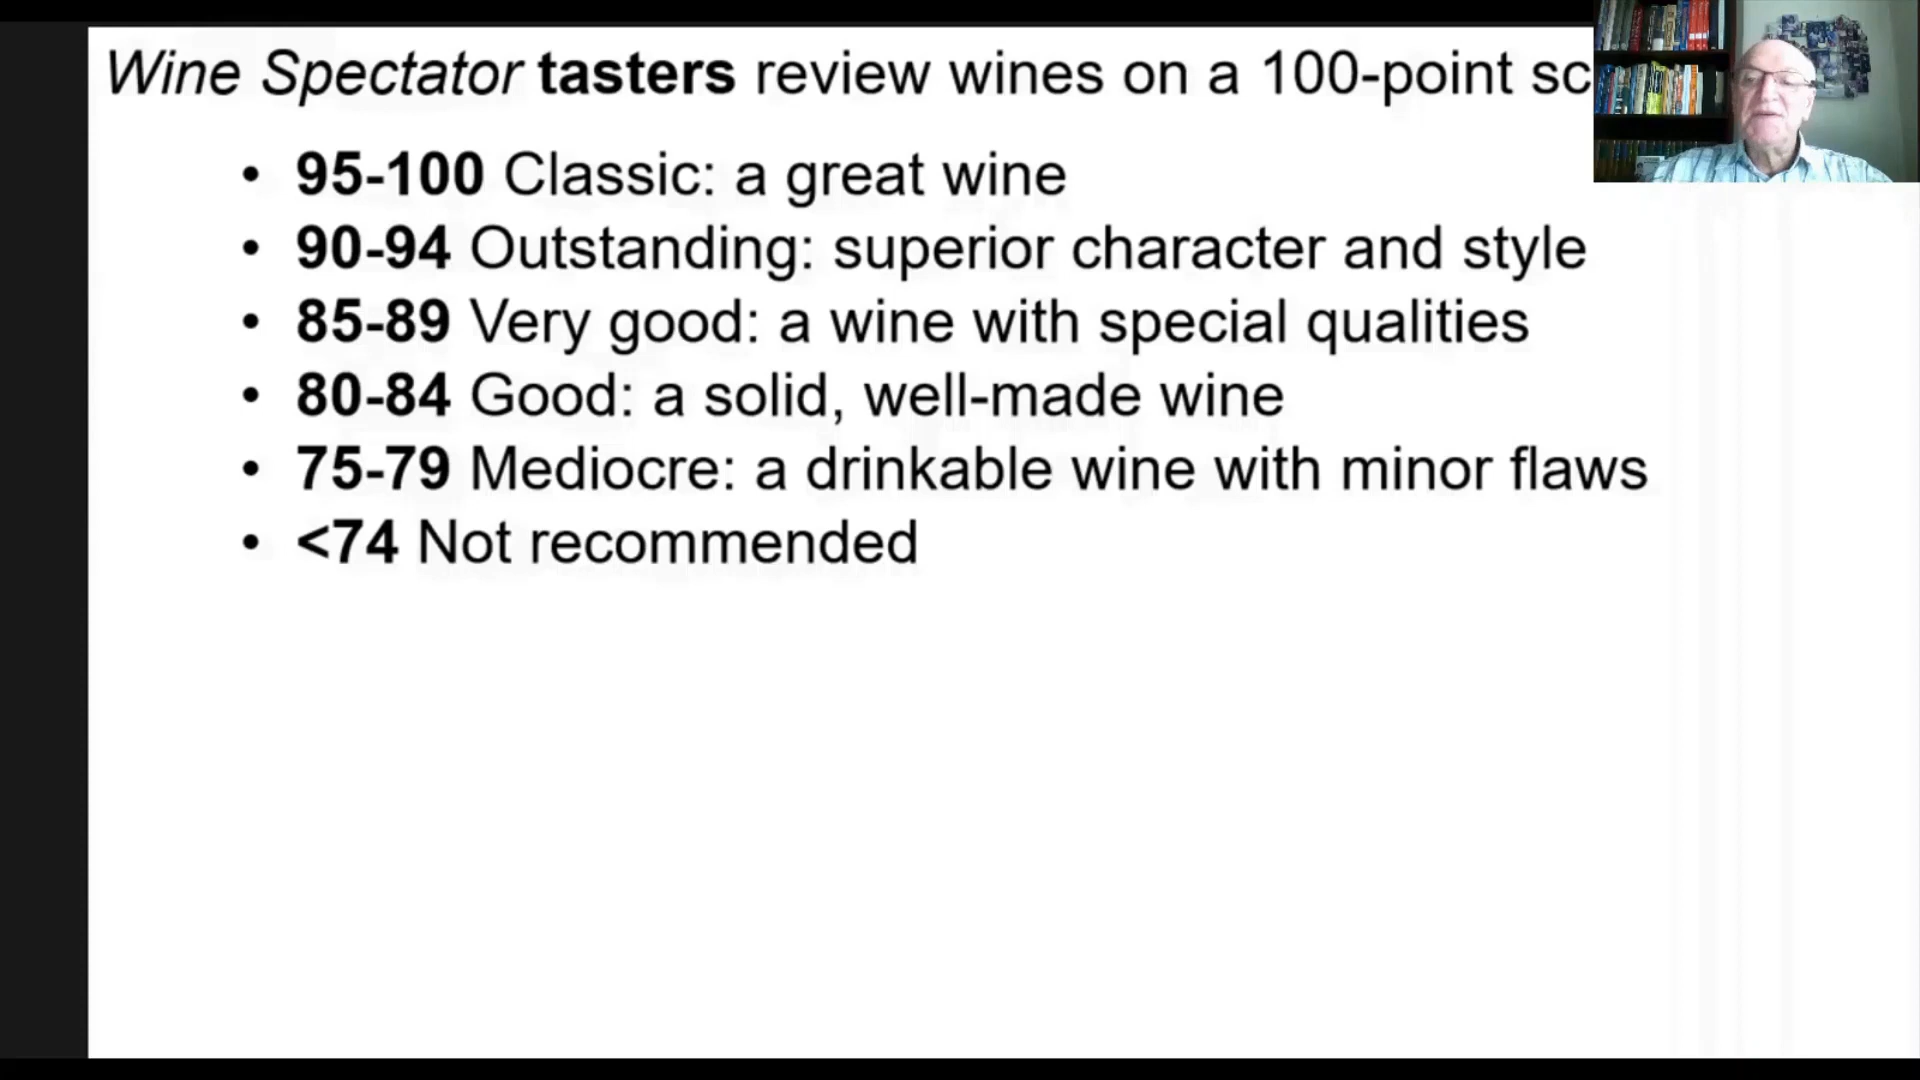 Wine Spectator tasters review wines on a 100-point sc
• 95-100 Classic: a great wine
• 90-94 Outstanding: superior character and style
• 85-89 Very good: a wine with special qualities
• 80-84 Good: a solid, well-made wine
• 75-79 Mediocre: a drinkable wine with minor flaws
• <74 Not recommended